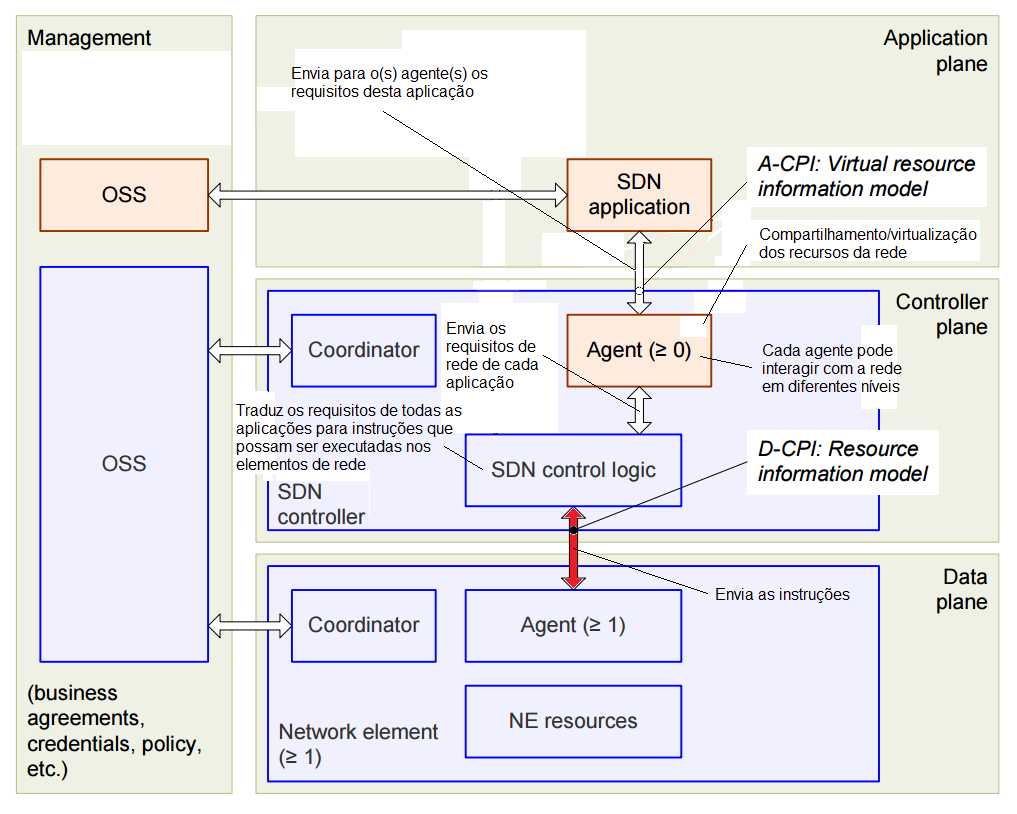 Management
Application
plane
Envia para o(s) agente(s) os
requisitos desta aplicação
OSS
SDN
application
A-CPI: Virtual resource
information model
Compartilhamento/virtualização
dos recursos da rede
Controller
plane
Coordinator
Envia os
requisitos de
rede de cada
aplicação
Agent (≥ 0)
Cada agente pode
interagir com a rede
em diferentes níveis
Traduz os requisitos de todas as
aplicações para instruções que
possam ser executadas nos
elementos de rede
OSS
SDN control logic
D-CPI: Resource
information model
SDN
controller
Data
plane
Envia as instruções
Coordinator
Agent (≥ 1)
NE resources
Network element
(≥ 1)
(business
agreements,
credentials, policy,
etc.)